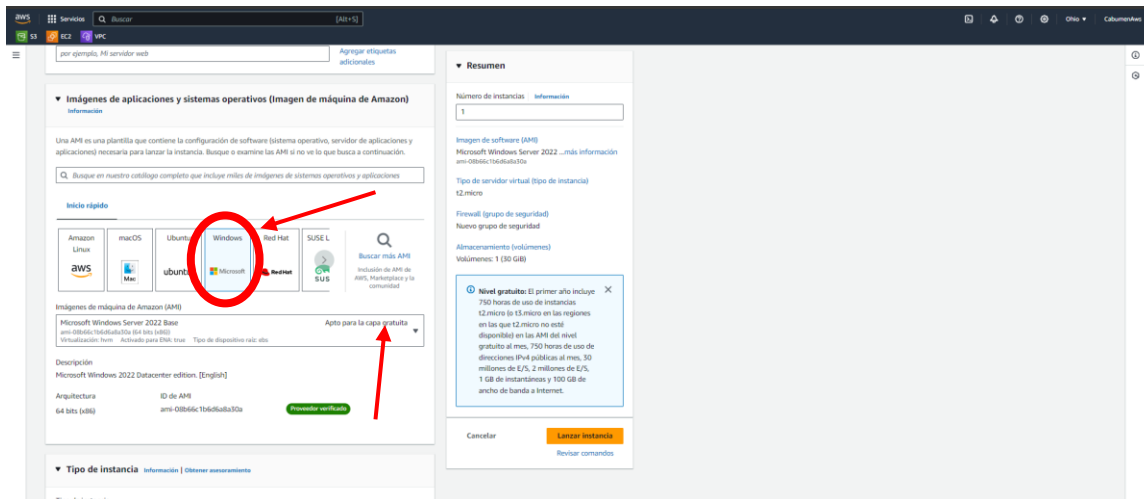 aws
Servicios
Buscar
[Alt+S]
Ohio
CabumenAws
S3
EC2
VPC
por ejemplo, Mi servidor web
Agregar etiquetas
adicionales
Imágenes de aplicaciones y sistemas operativos (Imagen de máquina de Amazon)
Información
Una AMI es una plantilla que contiene la configuración de software (sistema operativo, servidor de aplicaciones y
aplicaciones) necesaria para lanzar la instancia. Busque o examine las AMI si no ve lo que busca a continuación.
Busque en nuestro catálogo completo que incluye miles de imágenes de sistemas operativos y aplicaciones
Inicio rápido
Amazon
Linux
aws
macOS
Mac
Ubuntu
ubuntu
Windows
Microsoft
Red Hat
Red Hat
SUSE L
SUS
Buscar más AMI
Inclusión de AMI de
AWS, Marketplace y la
comunidad
Imágenes de máquina de Amazon (AMI)
Microsoft Windows Server 2022 Base
Apto para la capa gratuita
ami-08b66c1b6d6a8a30a (64 bits (x86))
Virtualización: hvm Activado para ENA: true Tipo de dispositivo raíz: ebs
Descripción
Microsoft Windows 2022 Datacenter edition. [English]
Arquitectura
ID de AMI
64 bits (x86)
ami-08b66c1b6d6a8a30a
Proveedor verificado
Tipo de instancia Información | Obtener asesoramiento
Resumen
Número de instancias Información
1
Imagen de software (AMI)
Microsoft Windows Server 2022 ...más información
ami-08b66c1b6d6a8a30a
Tipo de servidor virtual (tipo de instancia)
t2.micro
Firewall (grupo de seguridad)
Nuevo grupo de seguridad
Almacenamiento (volúmenes)
Volúmenes: 1 (30 GiB)
Nivel gratuito: El primer año incluye
750 horas de uso de instancias
t2.micro (o t3.micro en las regiones
en las que t2.micro no esté
disponible) en las AMI del nivel
gratuito al mes, 750 horas de uso de
direcciones IPv4 públicas al mes, 30
millones de E/S, 2 millones de E/S,
1 GB de instantáneas y 100 GB de
ancho de banda a Internet.
Cancelar
Lanzar instancia
Revisar comandos